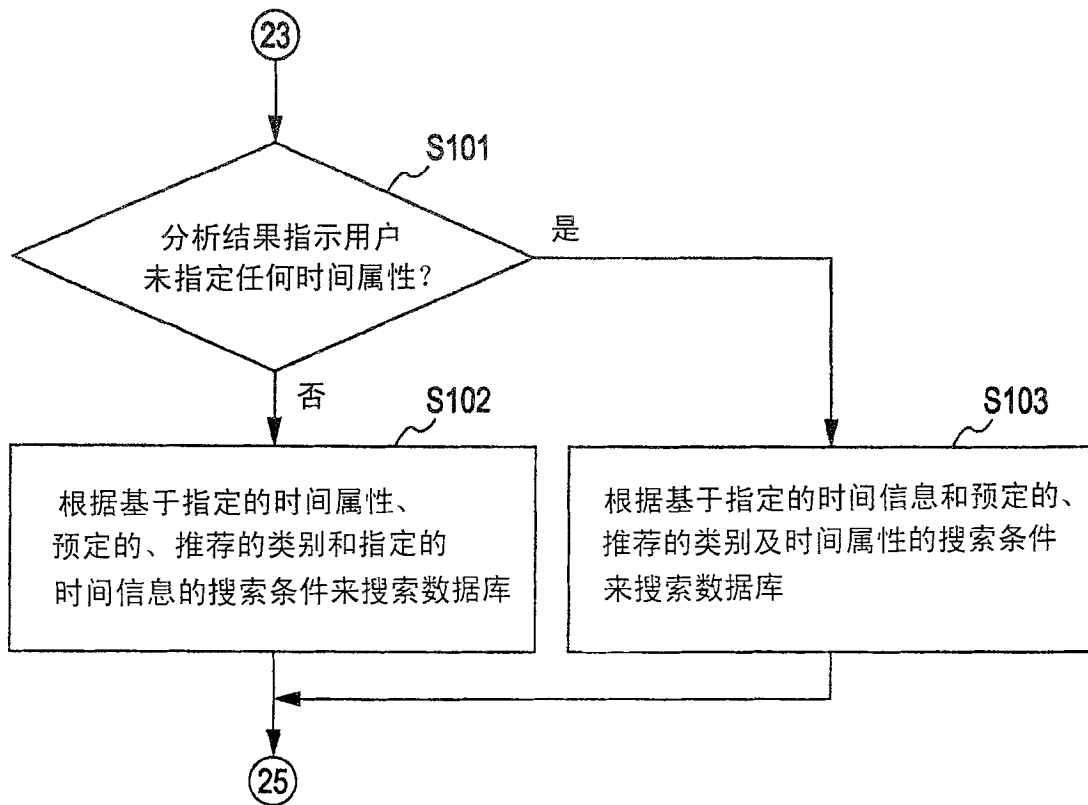 23
S101
分析结果指示用户
未指定任何时间属性？
是
否
S102
根据基于指定的时间属性、
预定的、推荐的类别和指定的
时间信息的搜索条件来搜索数据库
S103
根据基于指定的时间信息和预定的、
推荐的类别及时间属性的搜索条件
来搜索数据库
25